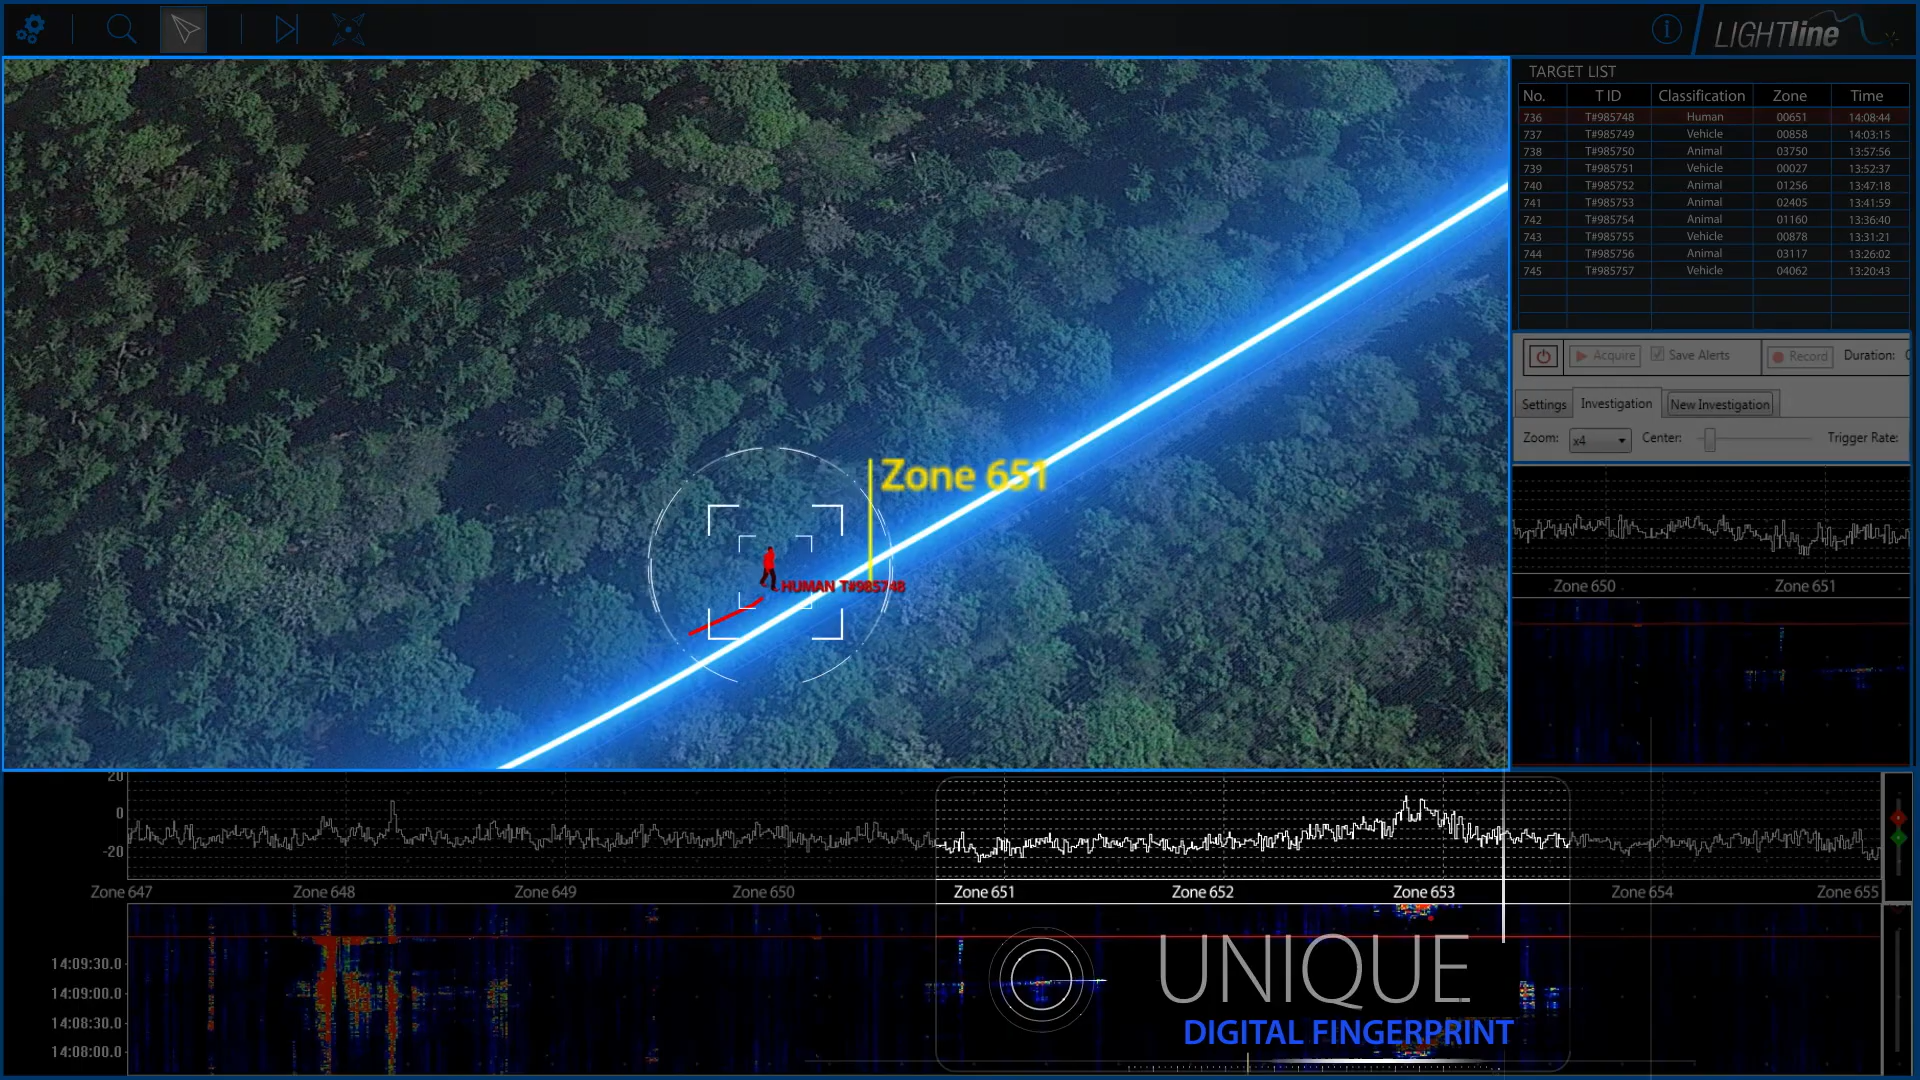 LIGHTline
TARGET LIST
No. T ID Classification Zone Time
736 T#985748 Human 00651 14:08:44
737 T#985749 Vehicle 00858 14:03:15
738 T#985750 Animal 03750 13:57:56
739 T#985751 Vehicle 00027 13:52:37
740 T#985752 Animal 01256 13:47:18
741 T#985753 Animal 02405 13:41:59
742 T#985754 Animal 01160 13:36:40
743 T#985755 Vehicle 00878 13:31:21
744 T#985756 Animal 03117 13:26:02
745 T#985757 Vehicle 04062 13:20:43
Acquire Save Alerts Record Duration:
Settings Investigation New Investigation
Zoom: x4 Center: Trigger Rate:
Zone 650 Zone 651
Zone 651
HUMAN T#985748
20
0
-20
Zone 647 Zone 648 Zone 649 Zone 650 Zone 651 Zone 652 Zone 653 Zone 654 Zone 655
14:09:30.0
14:09:00.0
14:08:30.0
14:08:00.0
UNIQUE
DIGITAL FINGERPRINT